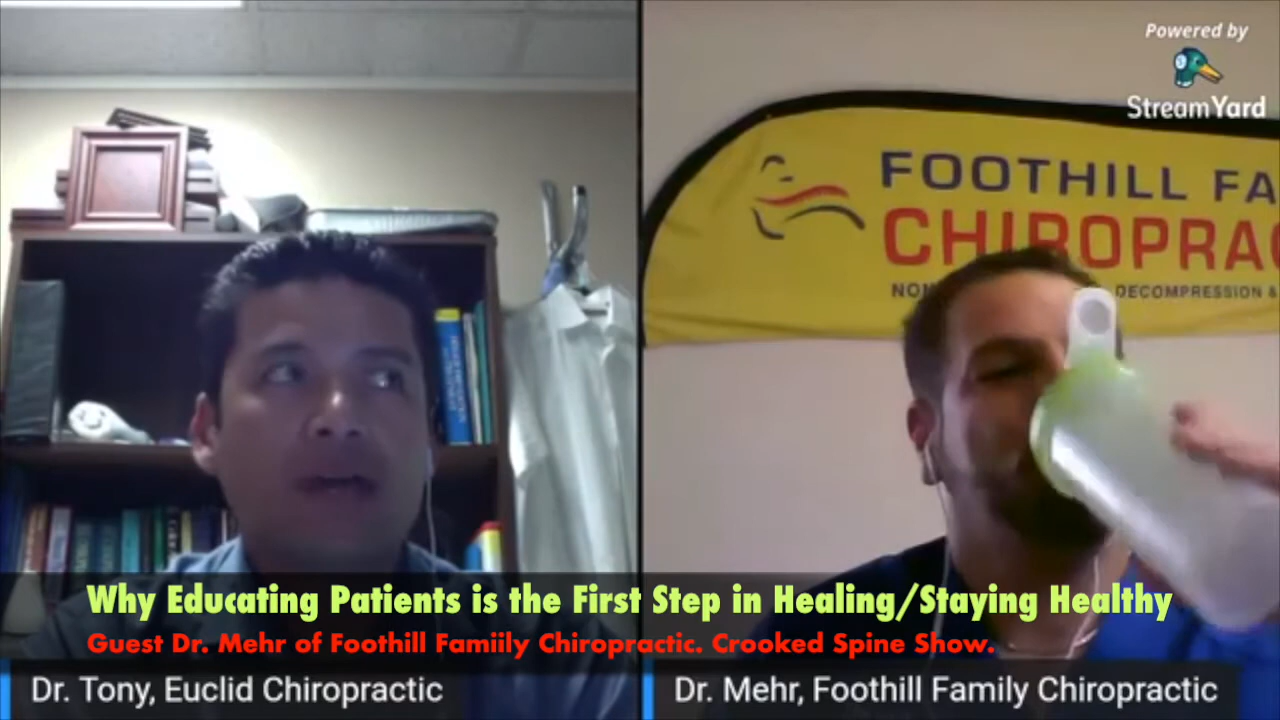 Powered by
StreamYard
FOOTHILL FA
CHIROPRAC
DECOMPRESSION &
Why Educating Patients is the First Step in Healing/Staying Healthy
Guest Dr. Mehr of Foothill Famiily Chiropractic. Crooked Spine Show.
Dr. Tony, Euclid Chiropractic
Dr. Mehr, Foothill Family Chiropractic